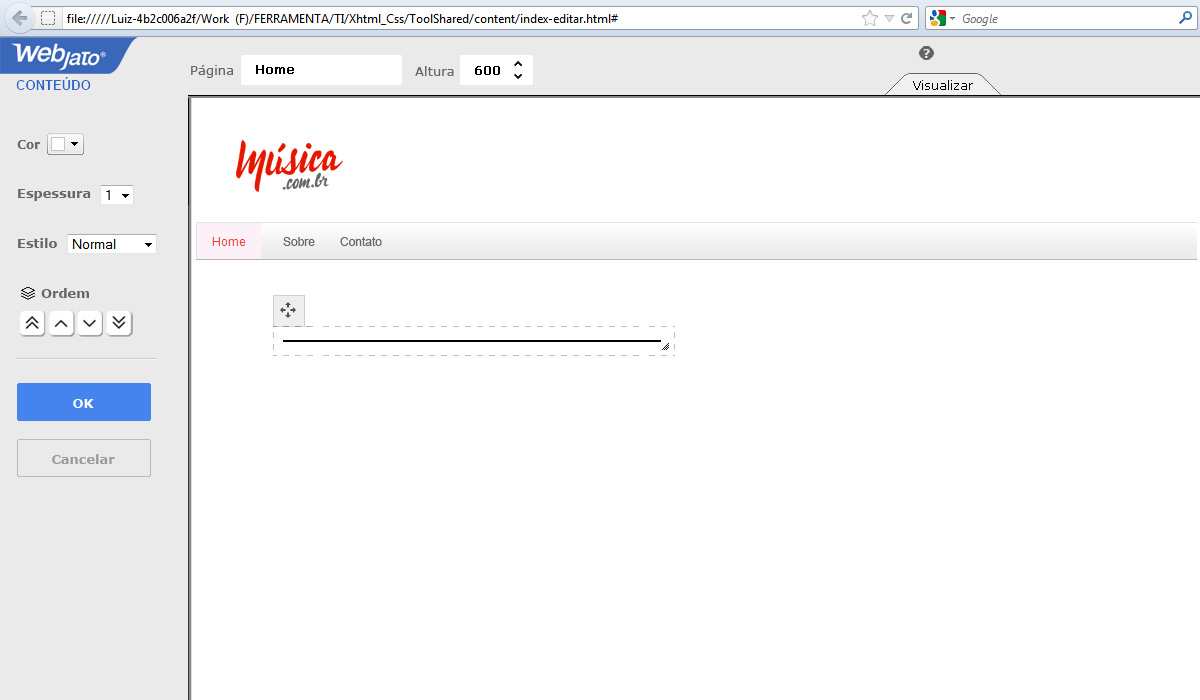 file://///Luiz-4b2c006a2f/Work (F)/FERRAMENTA/TI/Xhtml_Css/ToolShared/content/index-editar.html#
Google
Webjato®
CONTEÚDO
Página Home Altura 600
?
Visualizar
Cor
Espessura 1
Estilo Normal
Ordem
OK
Cancelar
Música
.com.br
Home Sobre Contato